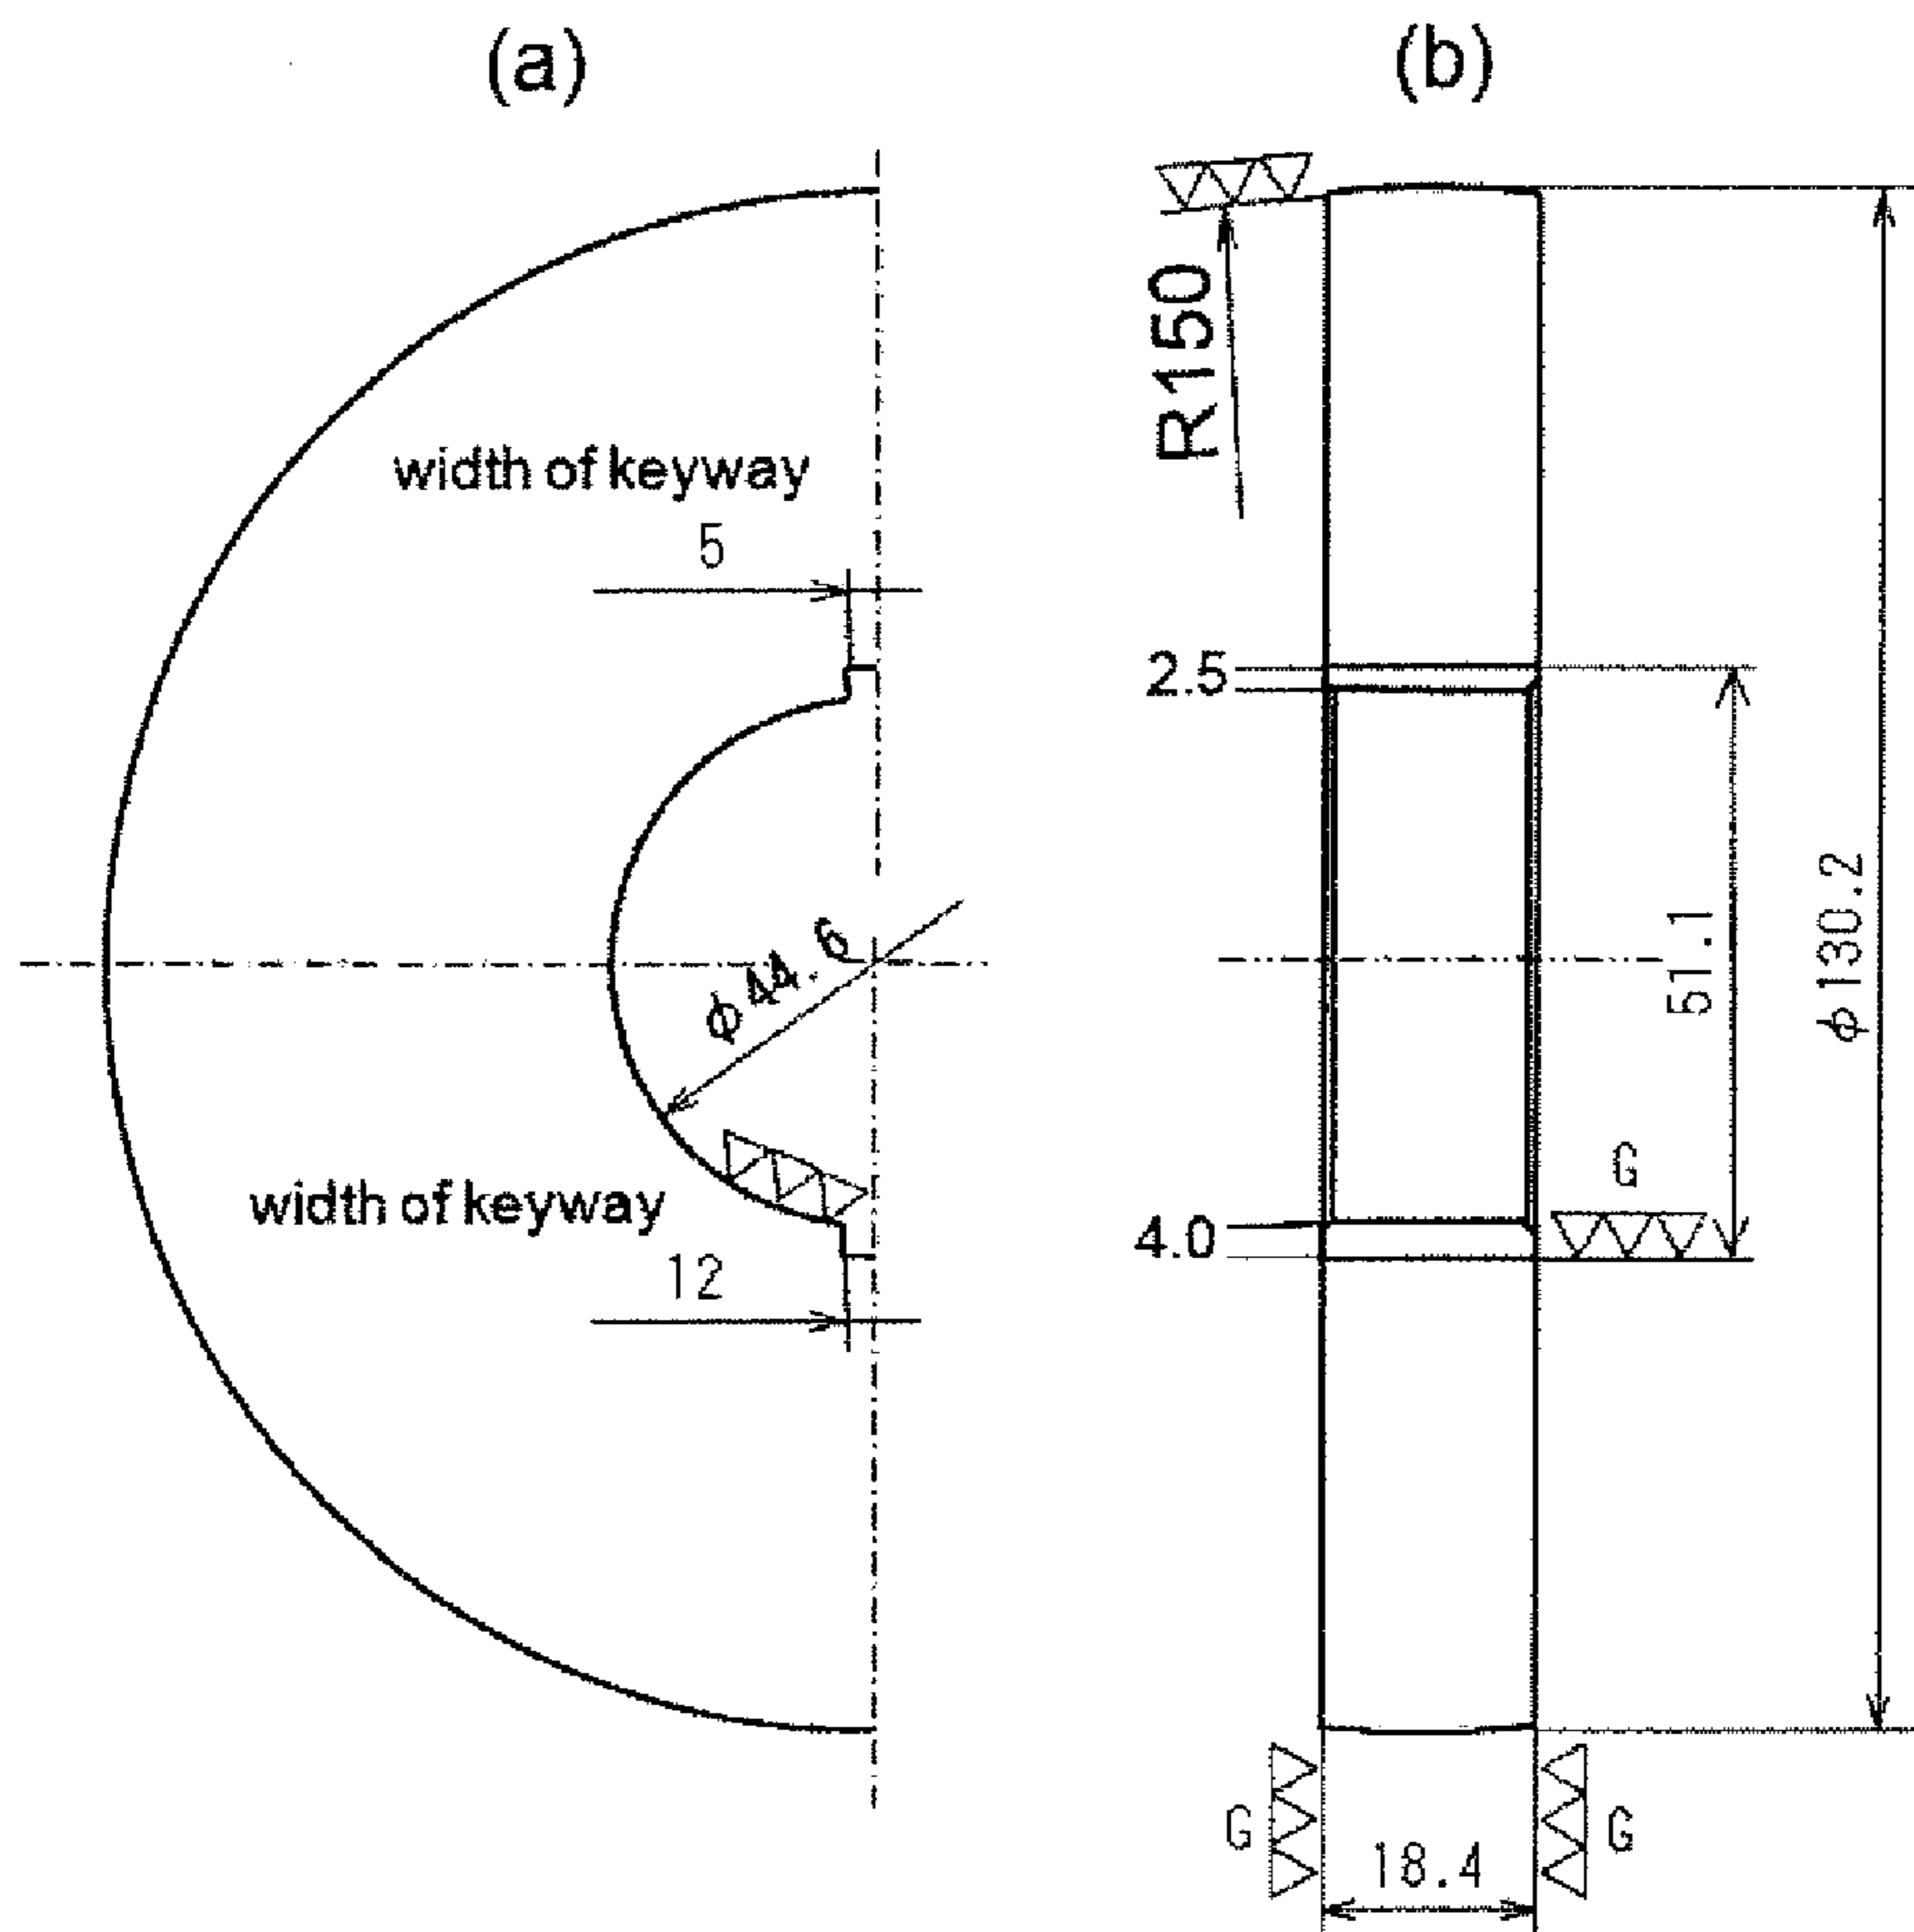 (a)
(b)
R150
width of keyway
5
2.5
φ44.6
51.1
φ130.2
G
width of keyway
4.0
12
G
G
18.4